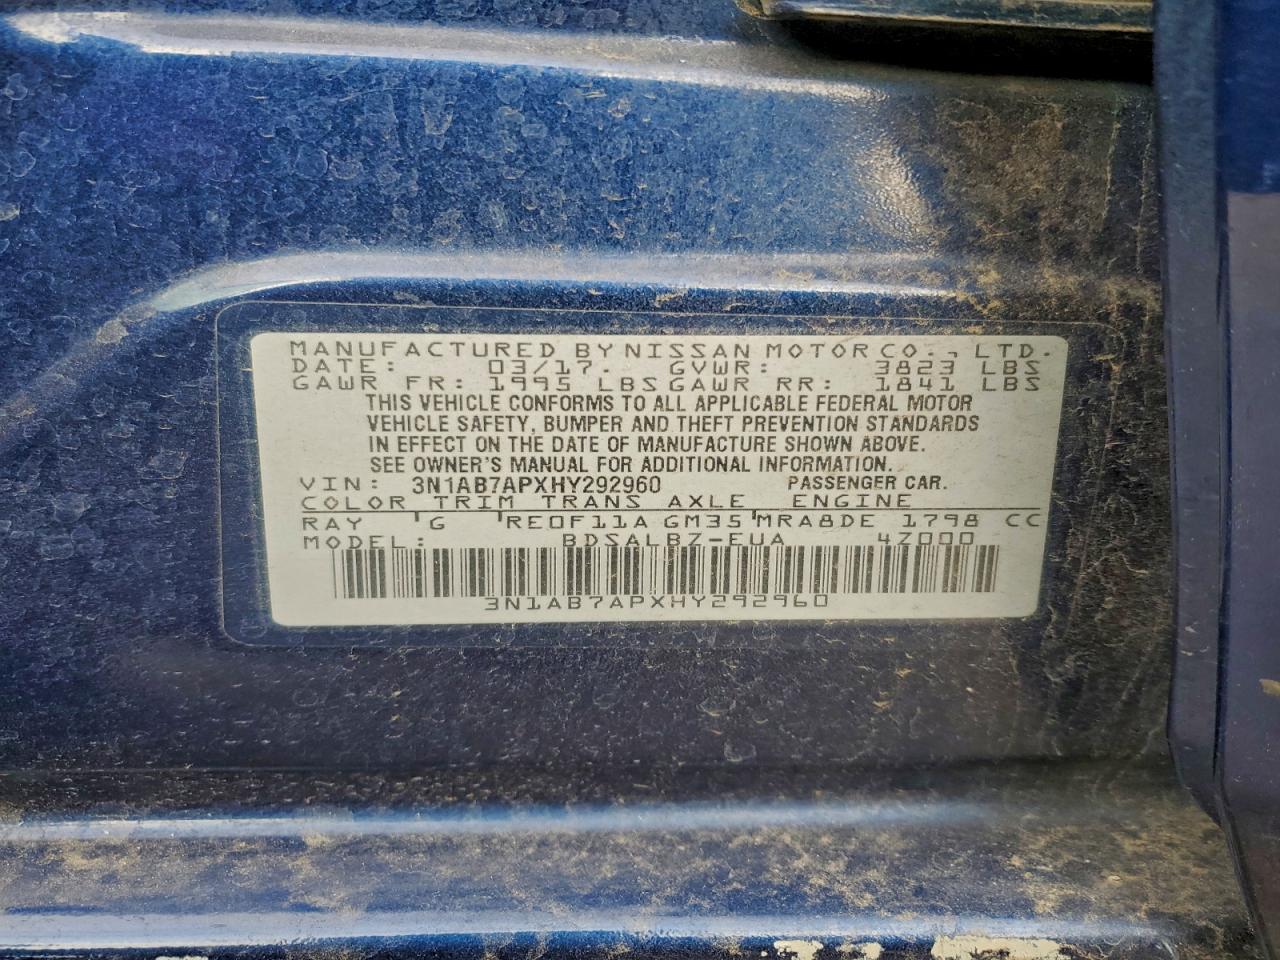 MANUFACTURED BY NISSAN MOTOR CO., LTD.
DATE: 03/17. GVWR: 3823 LBS
GAWR FR: 1995 LBS GAWR RR: 1841 LBS
THIS VEHICLE CONFORMS TO ALL APPLICABLE FEDERAL MOTOR
VEHICLE SAFETY, BUMPER AND THEFT PREVENTION STANDARDS
IN EFFECT ON THE DATE OF MANUFACTURE SHOWN ABOVE.
SEE OWNER'S MANUAL FOR ADDITIONAL INFORMATION.
VIN: 3N1AB7APXHY292960 PASSENGER CAR.
COLOR TRIM TRANS AXLE ENGINE
RAY G RE0F11A GM35 MRA8DE 1798 CC
MODEL: BDSALBZ-EUA 4Z000
3N1AB7APXHY292960